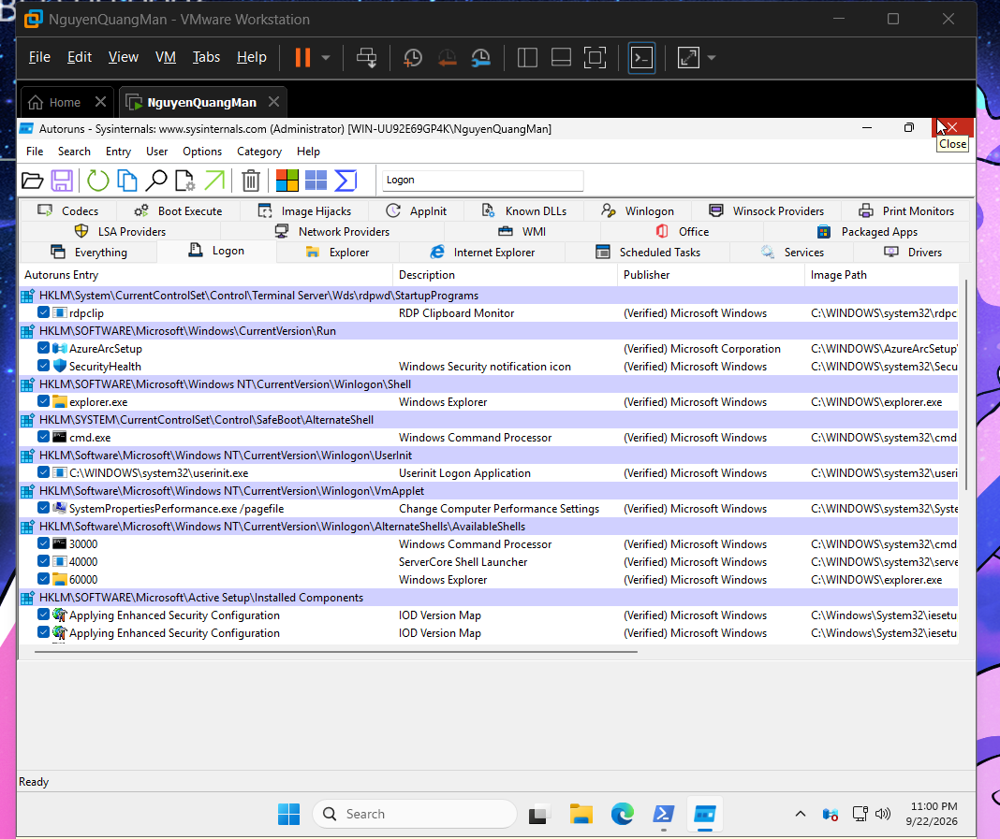 NguyenQuangMan - VMware Workstation
File Edit View VM Tabs Help
Home NguyenQuangMan
Autoruns - Sysinternals: www.sysinternals.com (Administrator) [WIN-UU92E69GP4K\NguyenQuangMan]
Close
File Search Entry User Options Category Help
Logon
Codecs Boot Execute Image Hijacks AppInit Known DLLs Winlogon Winsock Providers Print Monitors
LSA Providers Network Providers WMI Office Packaged Apps
Everything Logon Explorer Internet Explorer Scheduled Tasks Services Drivers
Autoruns Entry Description Publisher Image Path
HKLM\System\CurrentControlSet\Control\Terminal Server\Wds\rdpwd\StartupPrograms
rdpclip RDP Clipboard Monitor (Verified) Microsoft Windows C:\WINDOWS\system32\rdpc
HKLM\SOFTWARE\Microsoft\Windows\CurrentVersion\Run
AzureArcSetup (Verified) Microsoft Corporation C:\WINDOWS\AzureArcSetup\
SecurityHealth Windows Security notification icon (Verified) Microsoft Windows C:\WINDOWS\system32\Secu
HKLM\SOFTWARE\Microsoft\Windows NT\CurrentVersion\Winlogon\Shell
explorer.exe Windows Explorer (Verified) Microsoft Windows C:\WINDOWS\explorer.exe
HKLM\SYSTEM\CurrentControlSet\Control\SafeBoot\AlternateShell
cmd.exe Windows Command Processor (Verified) Microsoft Windows C:\WINDOWS\system32\cmd
HKLM\Software\Microsoft\Windows NT\CurrentVersion\Winlogon\UserInit
C:\WINDOWS\system32\userinit.exe Userinit Logon Application (Verified) Microsoft Windows C:\WINDOWS\system32\useri
HKLM\Software\Microsoft\Windows NT\CurrentVersion\Winlogon\VmApplet
SystemPropertiesPerformance.exe /pagefile Change Computer Performance Settings (Verified) Microsoft Windows C:\WINDOWS\system32\Syste
HKLM\Software\Microsoft\Windows NT\CurrentVersion\Winlogon\AlternateShells\AvailableShells
30000 Windows Command Processor (Verified) Microsoft Windows C:\WINDOWS\system32\cmd
40000 ServerCore Shell Launcher (Verified) Microsoft Windows C:\WINDOWS\system32\serve
60000 Windows Explorer (Verified) Microsoft Windows C:\WINDOWS\explorer.exe
HKLM\SOFTWARE\Microsoft\Active Setup\Installed Components
Applying Enhanced Security Configuration IOD Version Map (Verified) Microsoft Windows C:\Windows\System32\iesetu
Applying Enhanced Security Configuration IOD Version Map (Verified) Microsoft Windows C:\Windows\System32\iesetu
Ready
Search
11:00 PM
9/22/2026